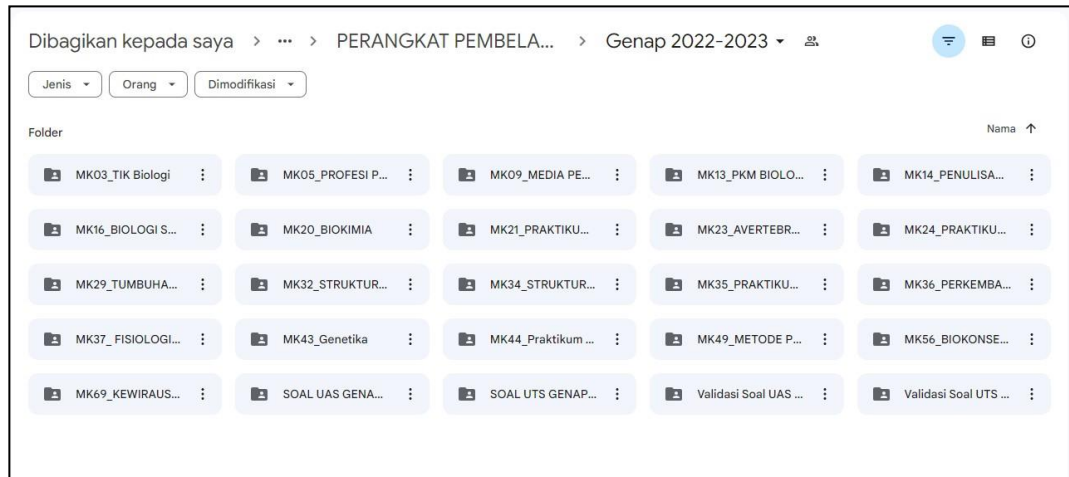 Dibagikan kepada saya > ... > PERANGKAT PEMBELA... > Genap 2022-2023
Jenis Orang Dimodifikasi
Folder Nama ↑
MK03_TIK Biologi MK05_PROFESI P... MK09_MEDIA PE... MK13_PKM BIOLO... MK14_PENULISA...
MK16_BIOLOGI S... MK20_BIOKIMIA MK21_PRAKTIKU... MK23_AVERTEBR... MK24_PRAKTIKU...
MK29_TUMBUHA... MK32_STRUKTUR... MK34_STRUKTUR... MK35_PRAKTIKU... MK36_PERKEMBA...
MK37_ FISIOLOGI... MK43_Genetika MK44_Praktikum ... MK49_METODE P... MK56_BIOKONSE...
MK69_KEWIRAUS... SOAL UAS GENA... SOAL UTS GENAP... Validasi Soal UAS ... Validasi Soal UTS ...